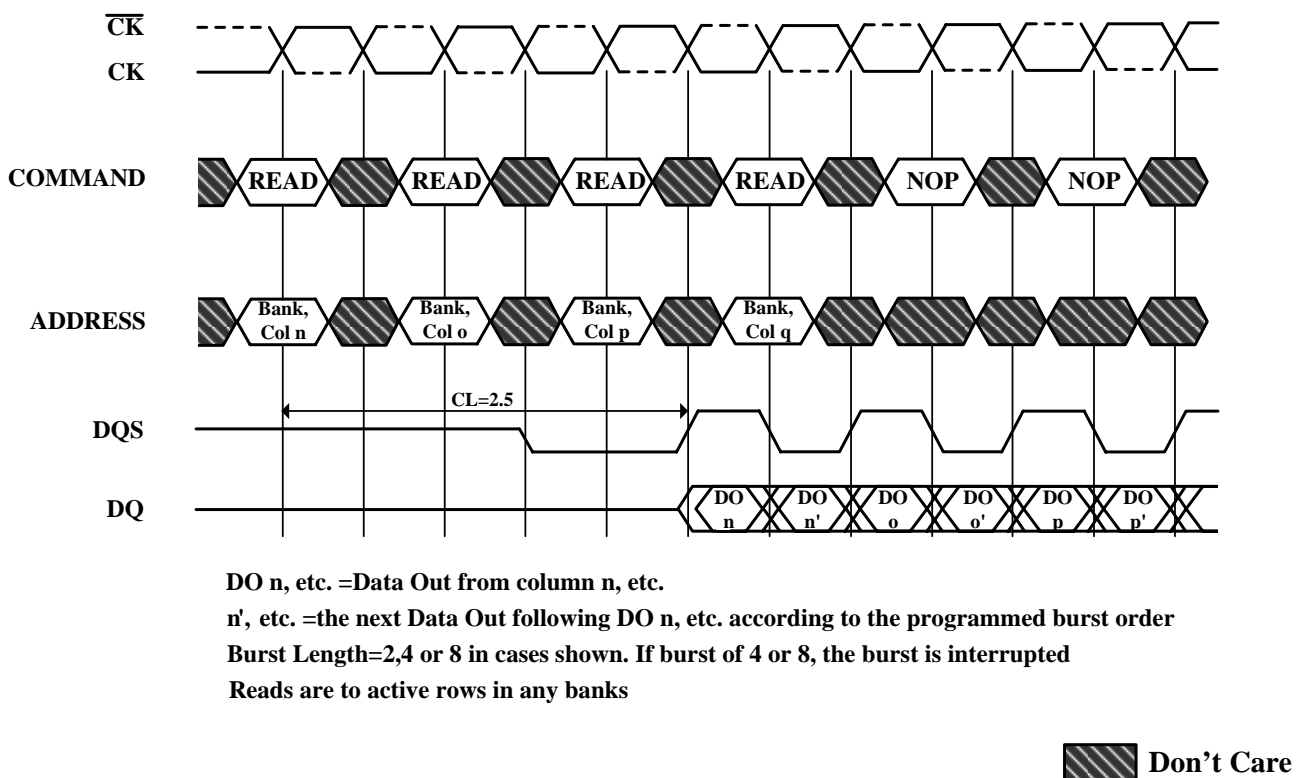 CK
CK
COMMAND
READ READ READ READ NOP NOP
ADDRESS
Bank, Bank, Bank, Bank,
Col n Col o Col p Col q
CL=2.5
DQS
DQ
DO DO DO DO DO DO
n n' o o' p p'
DO n, etc. =Data Out from column n, etc.
n', etc. =the next Data Out following DO n, etc. according to the programmed burst order
Burst Length=2,4 or 8 in cases shown. If burst of 4 or 8, the burst is interrupted
Reads are to active rows in any banks
Don't Care